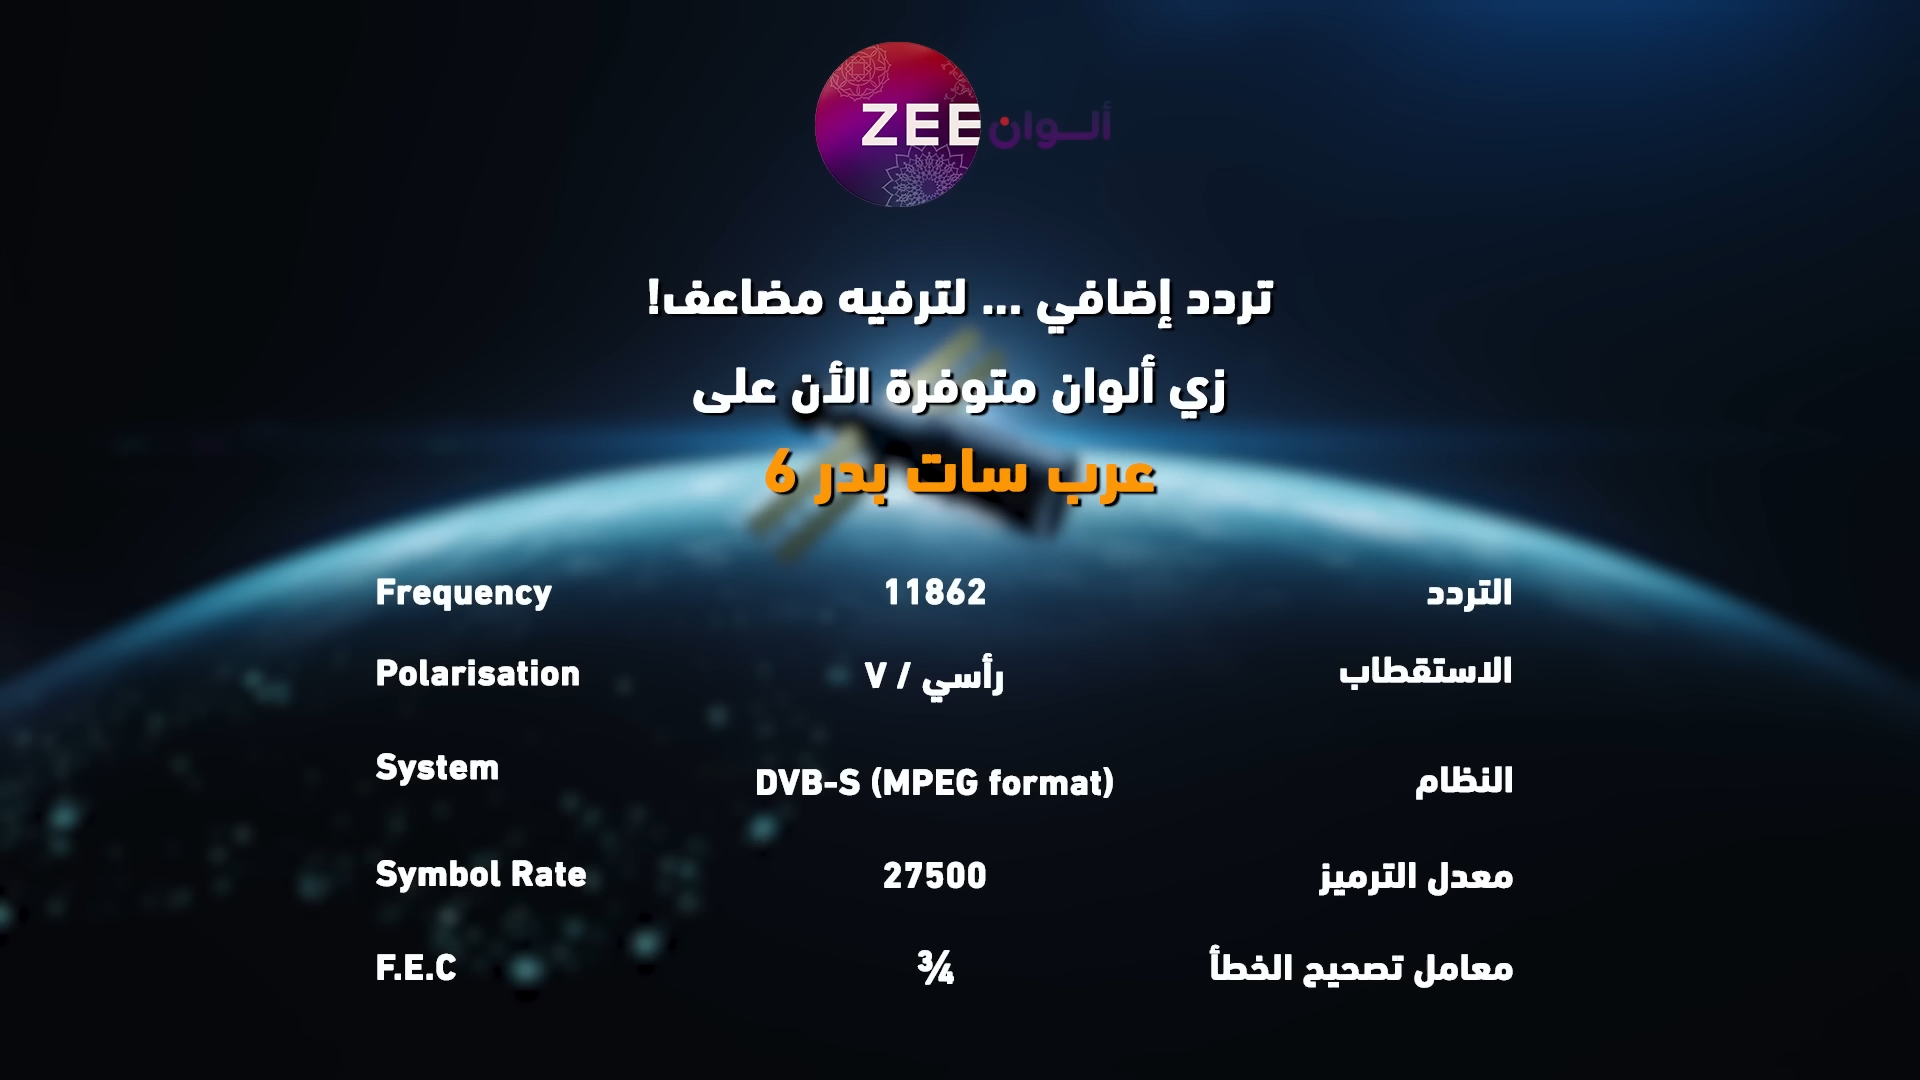 ZEE ألوان
تردد إضافي ... لترفيه مضاعف!
زي ألوان متوفرة الأن على
عرب سات بدر 6
Frequency 11862 التردد
Polarisation رأسي / V الاستقطاب
System DVB-S (MPEG format) النظام
Symbol Rate 27500 معدل الترميز
F.E.C ¾ معامل تصحيح الخطأ